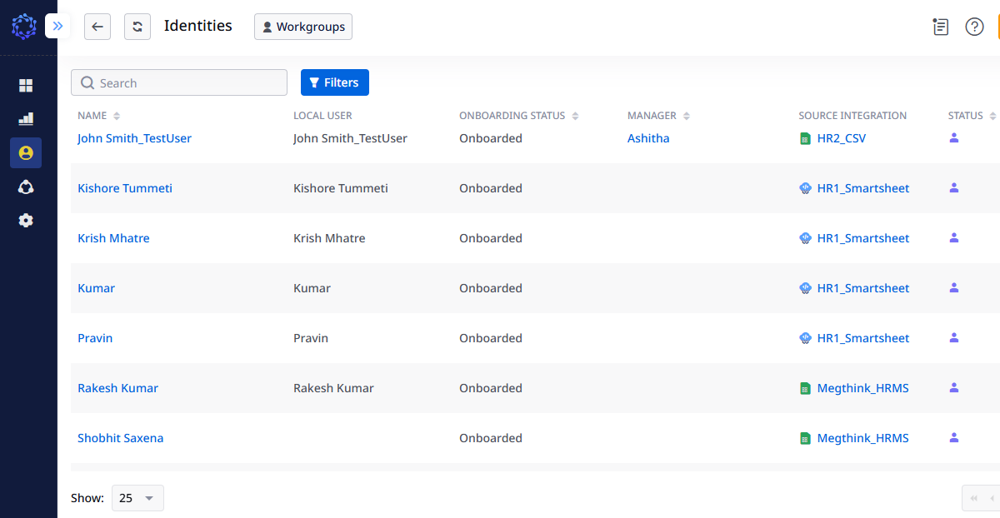 Identities Workgroups
Search Filters
NAME LOCAL USER ONBOARDING STATUS MANAGER SOURCE INTEGRATION STATUS
John Smith_TestUser John Smith_TestUser Onboarded Ashitha HR2_CSV
Kishore Tummeti Kishore Tummeti Onboarded HR1_Smartsheet
Krish Mhatre Krish Mhatre Onboarded HR1_Smartsheet
Kumar Kumar Onboarded HR1_Smartsheet
Pravin Pravin Onboarded HR1_Smartsheet
Rakesh Kumar Rakesh Kumar Onboarded Megthink_HRMS
Shobhit Saxena Onboarded Megthink_HRMS
Show: 25